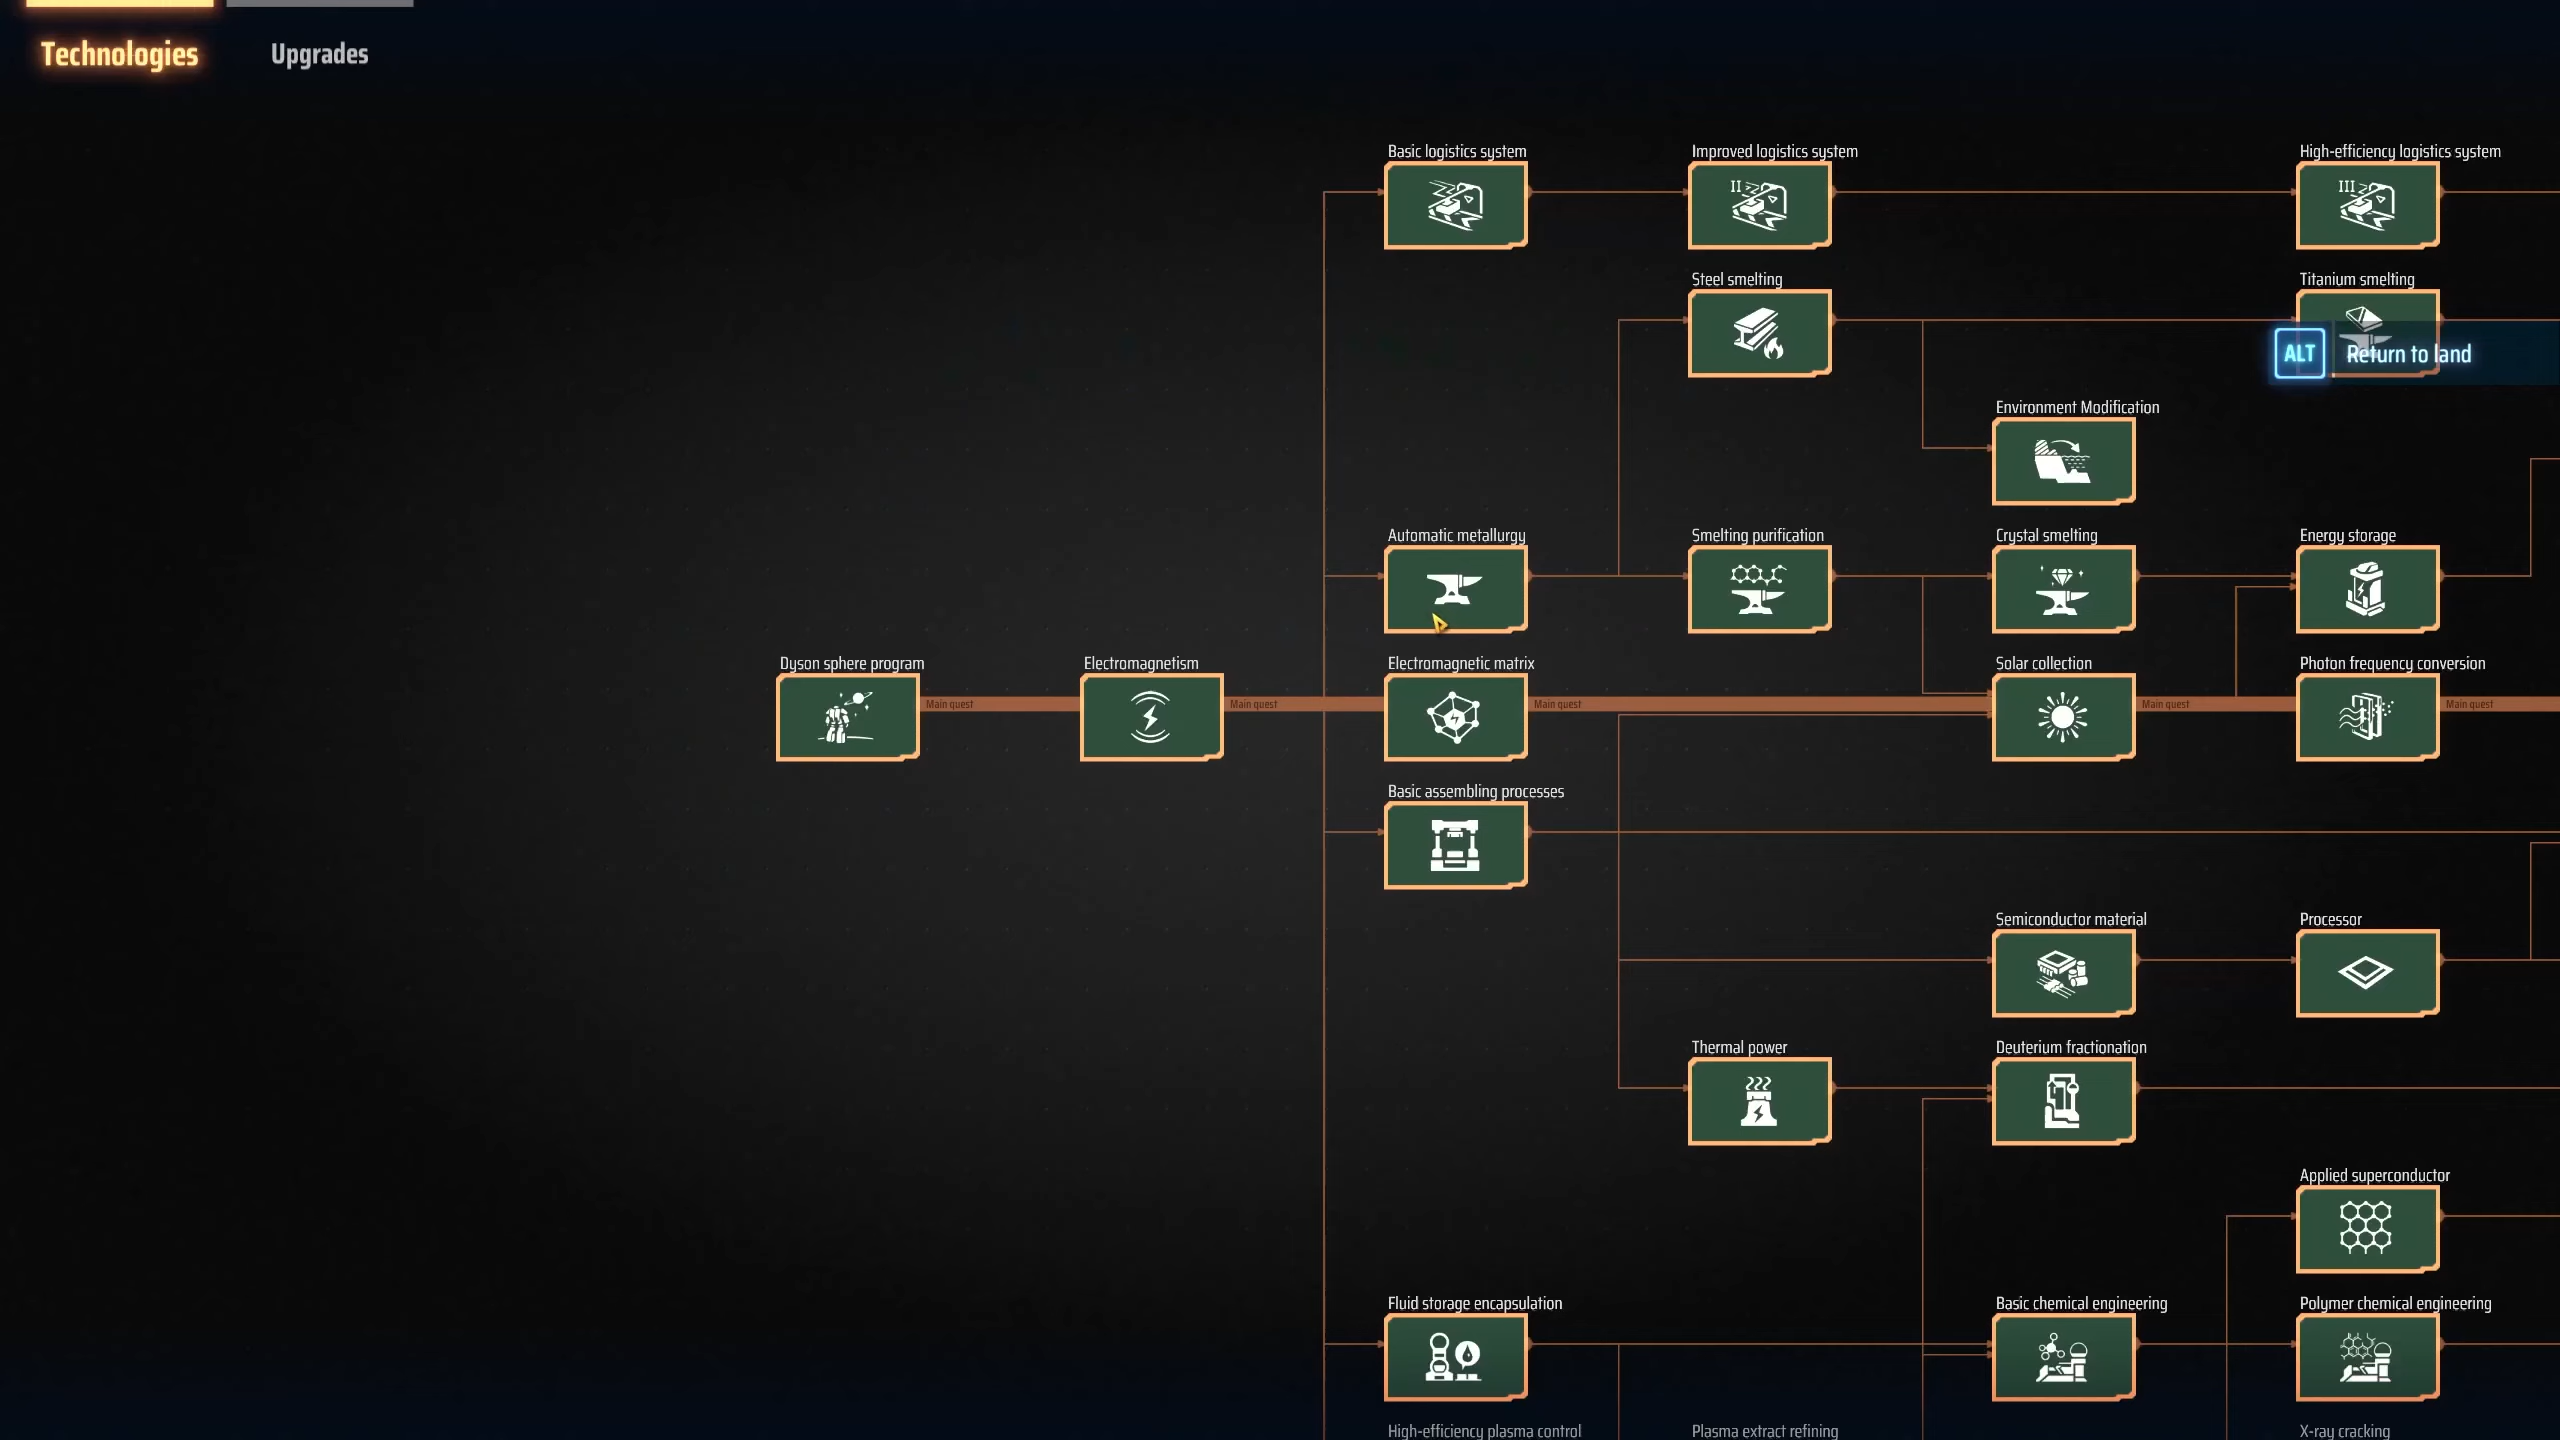 Technologies
Upgrades
Basic logistics system
Improved logistics system
High-efficiency logistics system
II
III
Steel smelting
Titanium smelting
ALT
Return to land
Environment Modification
Automatic metallurgy
Smelting purification
Crystal smelting
Energy storage
Dyson sphere program
Electromagnetism
Electromagnetic matrix
Solar collection
Photon frequency conversion
Main quest
Main quest
Main quest
Main quest
Main quest
Basic assembling processes
Semiconductor material
Processor
Thermal power
Deuterium fractionation
Applied superconductor
Fluid storage encapsulation
Basic chemical engineering
Polymer chemical engineering
High-efficiency plasma control
Plasma extract refining
X-ray cracking